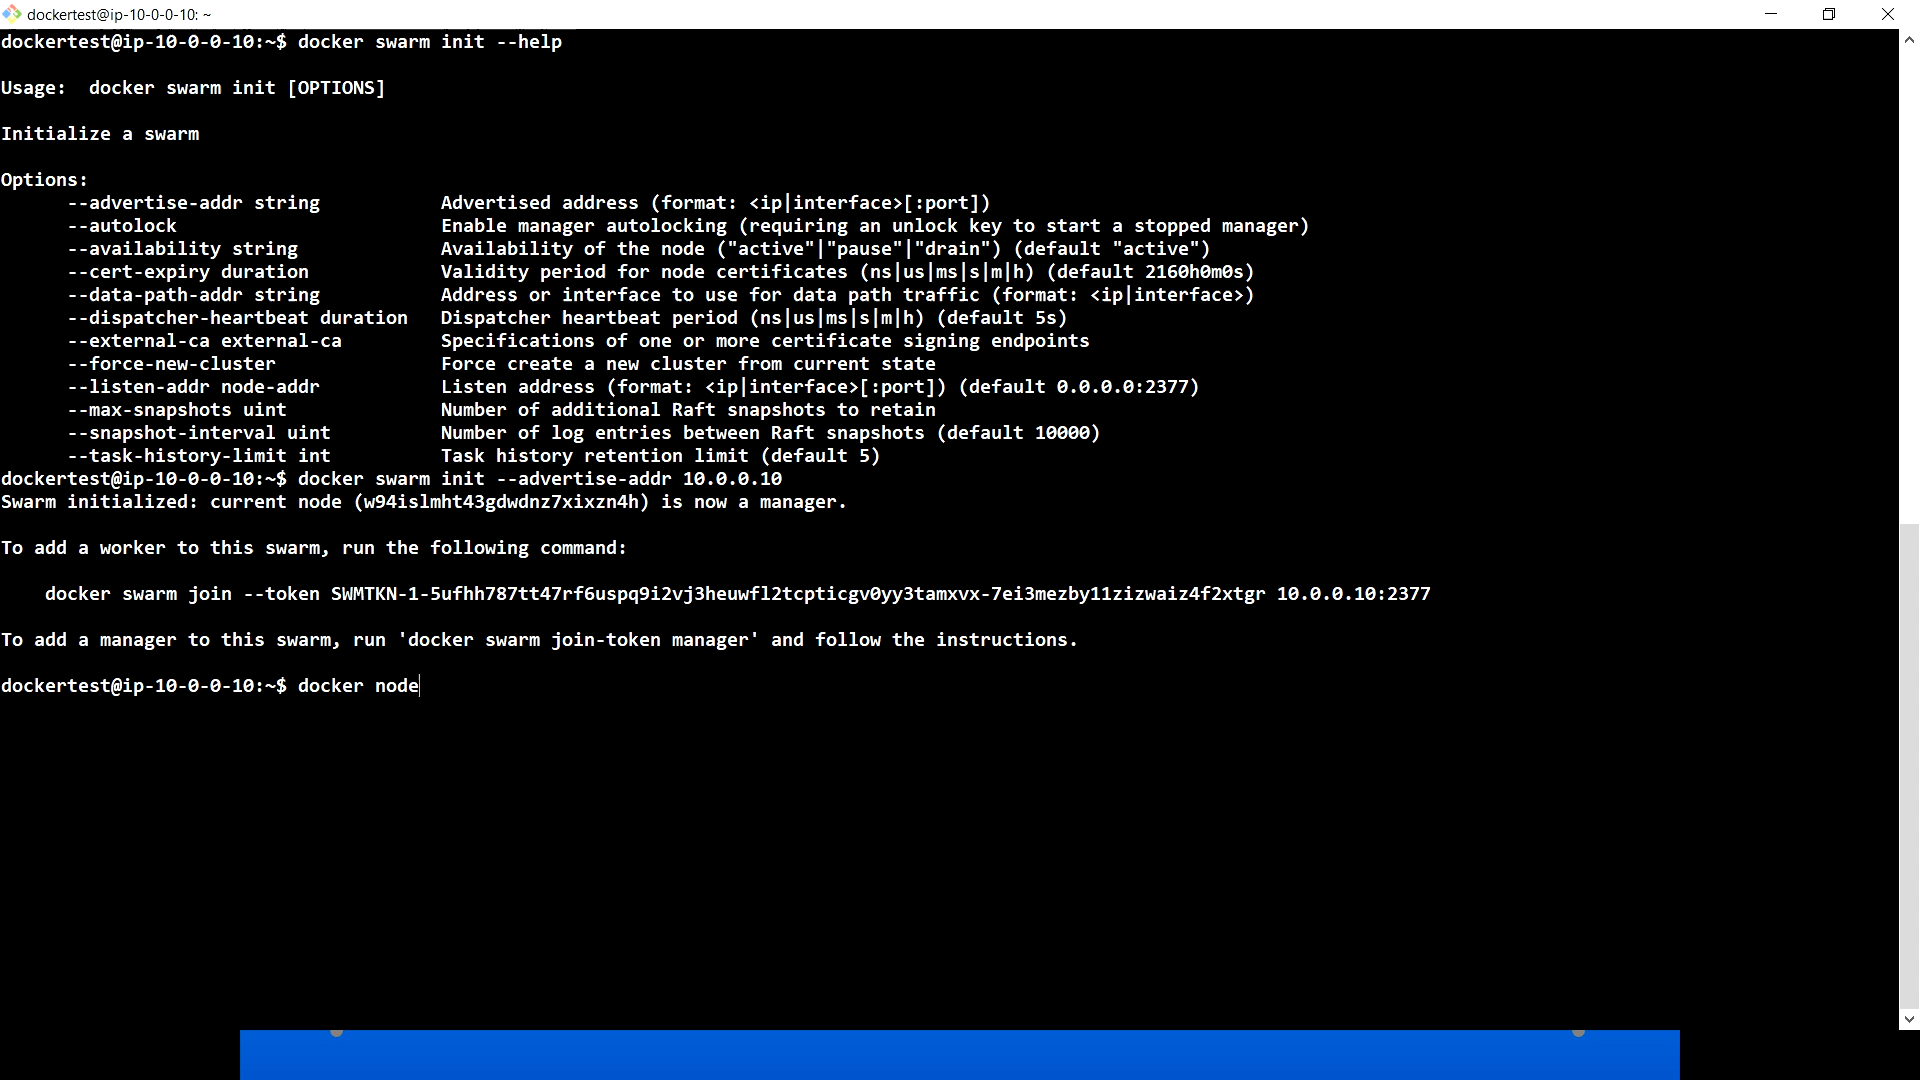 dockertest@ip-10-0-0-10: ~
dockertest@ip-10-0-0-10:~$ docker swarm init --help
Usage:  docker swarm init [OPTIONS]
Initialize a swarm
Options:
      --advertise-addr string           Advertised address (format: <ip|interface>[:port])
      --autolock                        Enable manager autolocking (requiring an unlock key to start a stopped manager)
      --availability string             Availability of the node ("active"|"pause"|"drain") (default "active")
      --cert-expiry duration            Validity period for node certificates (ns|us|ms|s|m|h) (default 2160h0m0s)
      --data-path-addr string           Address or interface to use for data path traffic (format: <ip|interface>)
      --dispatcher-heartbeat duration   Dispatcher heartbeat period (ns|us|ms|s|m|h) (default 5s)
      --external-ca external-ca         Specifications of one or more certificate signing endpoints
      --force-new-cluster               Force create a new cluster from current state
      --listen-addr node-addr           Listen address (format: <ip|interface>[:port]) (default 0.0.0.0:2377)
      --max-snapshots uint              Number of additional Raft snapshots to retain
      --snapshot-interval uint          Number of log entries between Raft snapshots (default 10000)
      --task-history-limit int          Task history retention limit (default 5)
dockertest@ip-10-0-0-10:~$ docker swarm init --advertise-addr 10.0.0.10
Swarm initialized: current node (w94islmht43gdwdnz7xixzn4h) is now a manager.
To add a worker to this swarm, run the following command:
    docker swarm join --token SWMTKN-1-5ufhh787tt47rf6uspq9i2vj3heuwfl2tcpticgv0yy3tamxvx-7ei3mezby11zizwaiz4f2xtgr 10.0.0.10:2377
To add a manager to this swarm, run 'docker swarm join-token manager' and follow the instructions.
dockertest@ip-10-0-0-10:~$ docker node